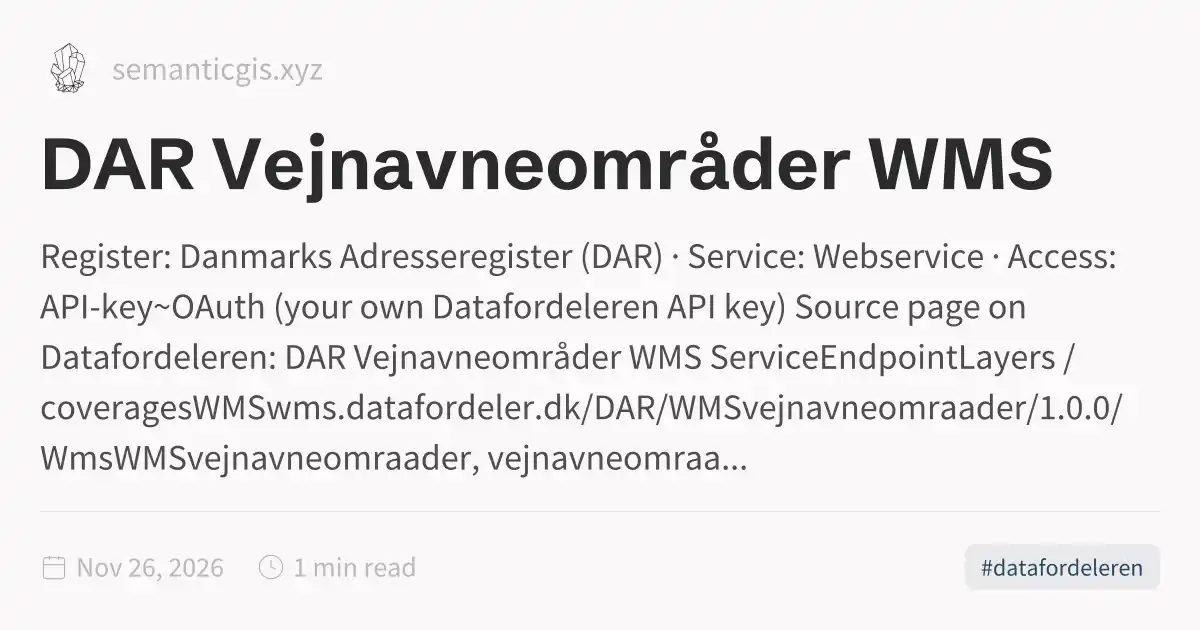 semanticgis.xyz
DAR Vejnavneområder WMS
Register: Danmarks Adresseregister (DAR) · Service: Webservice · Access:
API-key~OAuth (your own Datafordeleren API key) Source page on
Datafordeleren: DAR Vejnavneområder WMS ServiceEndpointLayers /
coveragesWMSwms.datafordeler.dk/DAR/WMSvejnavneomraader/1.0.0/
WmsWMSvejnavneomraader, vejnavneomraa...
Nov 26, 2026 1 min read #datafordeleren